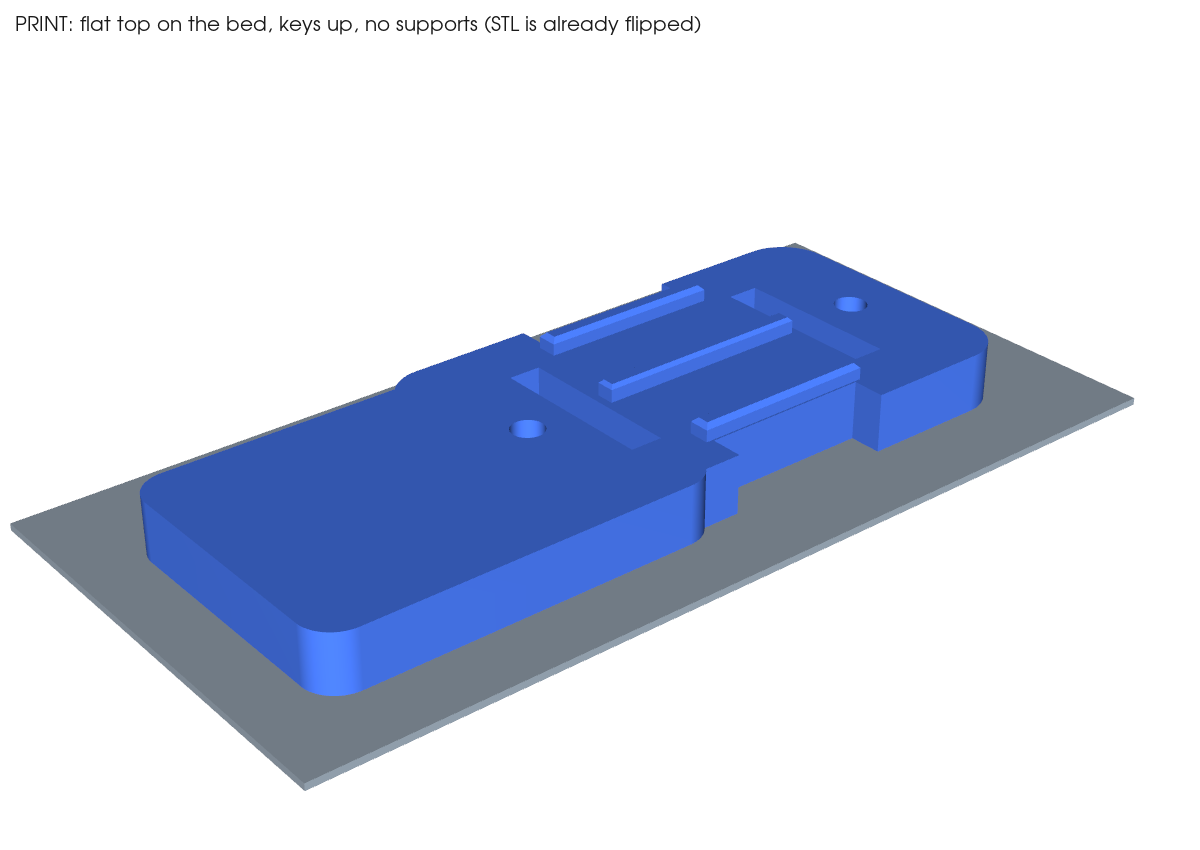 PRINT: flat top on the bed, keys up, no supports (STL is already flipped)